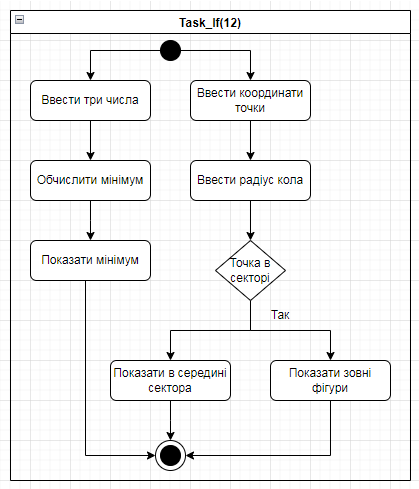 Task_If(12)
Ввести три числа
Обчислити мінімум
Показати мінімум
Ввести координати
точки
Ввести радіус кола
Точка в
секторі
Так
Показати в середині
сектора
Показати зовні
фігури